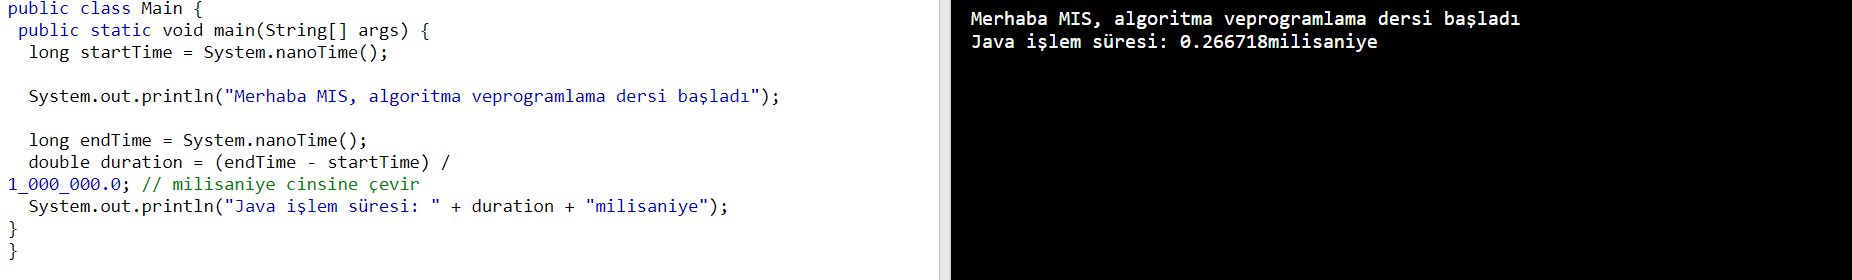 public class Main {
public static void main(String[] args) {
long startTime = System.nanoTime();
System.out.println("Merhaba MIS, algoritma veprogramlama dersi başladı");
long endTime = System.nanoTime();
double duration = (endTime - startTime) /
1_000_000.0; // milisaniye cinsine çevir
System.out.println("Java işlem süresi: " + duration + "milisaniye");
}
}
Merhaba MIS, algoritma veprogramlama dersi başladı
Java işlem süresi: 0.266718milisaniye